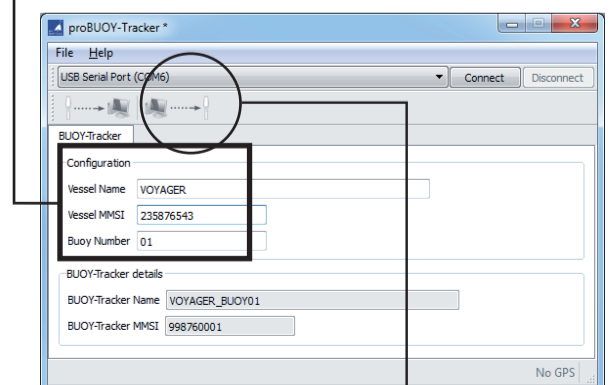 proBUOY-Tracker *
File Help
USB Serial Port (COM6) Connect Disconnect
BUOY-Tracker
Configuration
Vessel Name VOYAGER
Vessel MMSI 235876543
Buoy Number 01
BUOY-Tracker details
BUOY-Tracker Name VOYAGER_BUOY01
BUOY-Tracker MMSI 998760001
No GPS